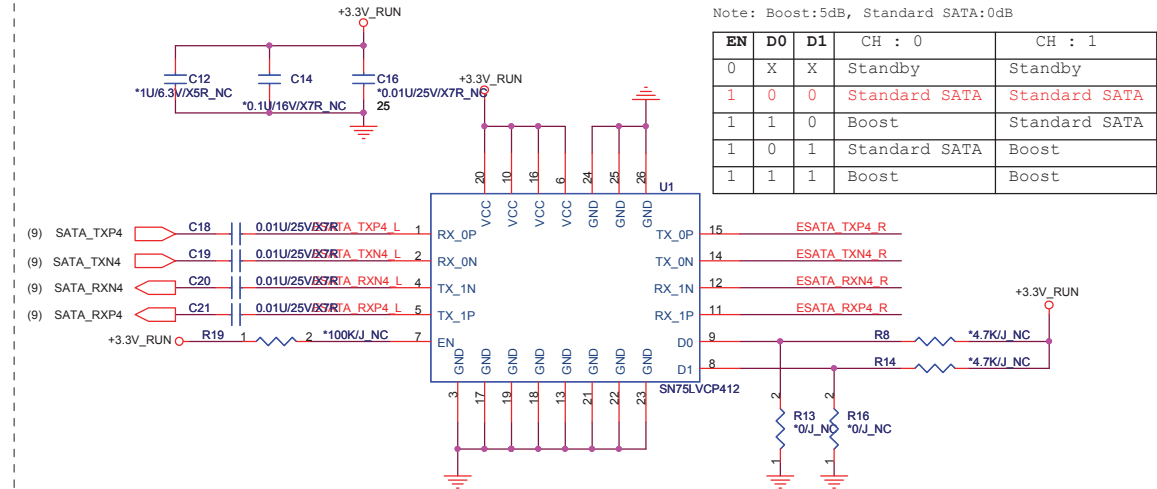 +3.3V_RUN
Note: Boost:5dB, Standard SATA:0dB
EN D0 D1 CH : 0 CH : 1
0 X X Standby Standby
1 0 0 Standard SATA Standard SATA
1 1 0 Boost Standard SATA
1 0 1 Standard SATA Boost
1 1 1 Boost Boost
C12
*1U/6.3V/X5R_NC
C14
*0.1U/16V/X7R_NC
C16
*0.01U/25V/X7R_NC
25
+3.3V_RUN
20 10 16 6 24 25 26
U1
VCC VCC VCC VCC GND GND GND
(9) SATA_TXP4 C18 0.01U/25V/X7R ESATA_TXP4_L 1 RX_0P TX_0P 15 ESATA_TXP4_R
(9) SATA_TXN4 C19 0.01U/25V/X7R ESATA_TXN4_L 2 RX_0N TX_0N 14 ESATA_TXN4_R
(9) SATA_RXN4 C20 0.01U/25V/X7R ESATA_RXN4_L 4 TX_1N RX_1N 12 ESATA_RXN4_R
(9) SATA_RXP4 C21 0.01U/25V/X7R ESATA_RXP4_L 5 TX_1P RX_1P 11 ESATA_RXP4_R
+3.3V_RUN
+3.3V_RUN R19 1 2 *100K/J_NC 7 EN D0 9 R8 *4.7K/J_NC
D1 8 R14 *4.7K/J_NC
GND GND GND GND GND GND GND GND
SN75LVCP412
3 17 19 18 13 21 22 23
2 2
R13
*0/J_NC
R16
*0/J_NC
1 1